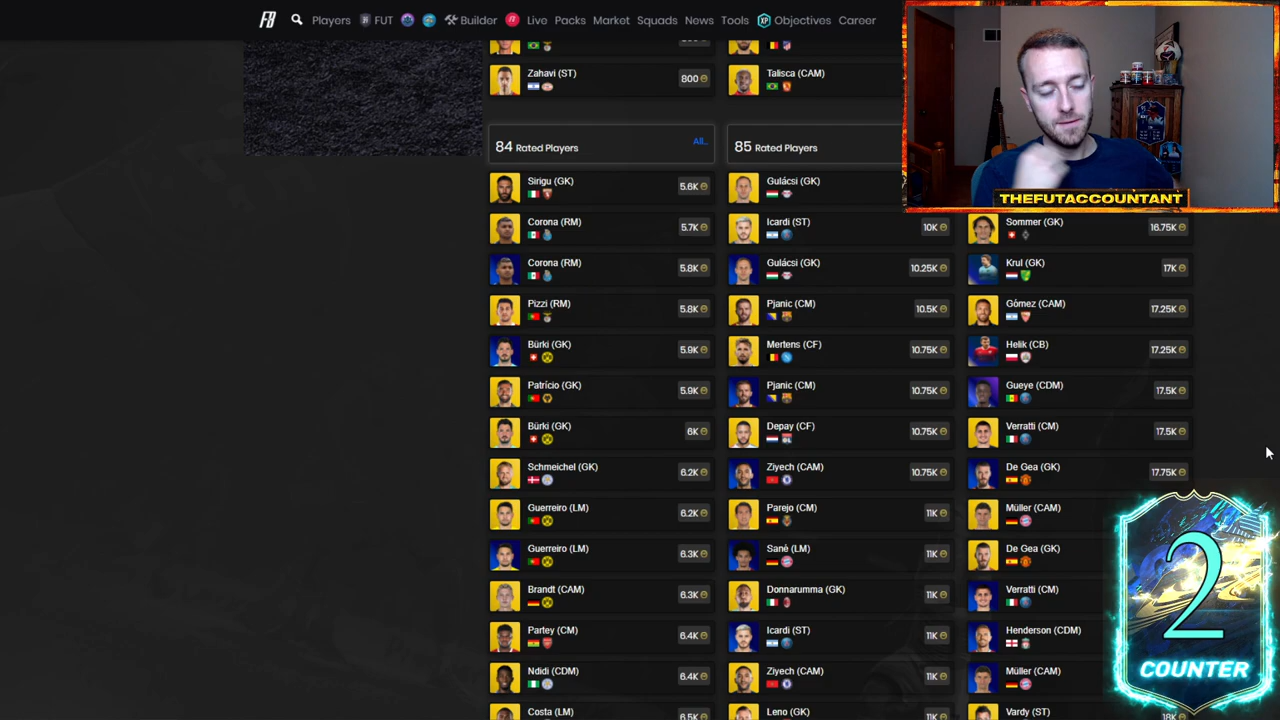 FB Players FUT Builder Live Packs Market Squads News Tools XP Objectives Career
Zahavi (ST) 800
Talisca (CAM)
84 Rated Players All..
85 Rated Players
Sirigu (GK) 5.6K
Gulácsi (GK)
Corona (RM) 5.7K
Icardi (ST) 10K
Sommer (GK) 16.75K
Corona (RM) 5.8K
Gulácsi (GK) 10.25K
Krul (GK) 17K
Pizzi (RM) 5.8K
Pjanic (CM) 10.5K
Gómez (CAM) 17.25K
Bürki (GK) 5.9K
Mertens (CF) 10.75K
Helik (CB) 17.25K
Patrício (GK) 5.9K
Pjanic (CM) 10.75K
Gueye (CDM) 17.5K
Bürki (GK) 6K
Depay (CF) 10.75K
Verratti (CM) 17.5K
Schmeichel (GK) 6.2K
Ziyech (CAM) 10.75K
De Gea (GK) 17.75K
Guerreiro (LM) 6.2K
Parejo (CM) 11K
Müller (CAM)
Guerreiro (LM) 6.3K
Sané (LM) 11K
De Gea (GK)
Brandt (CAM) 6.3K
Donnarumma (GK) 11K
Verratti (CM)
Partey (CM) 6.4K
Icardi (ST) 11K
Henderson (CDM)
Ndidi (CDM) 6.4K
Ziyech (CAM) 11K
Müller (CAM)
Costa (LM) 6.5K
Leno (GK) 11K
Vardy (ST) 18K
THEFUTACCOUNTANT
2
COUNTER